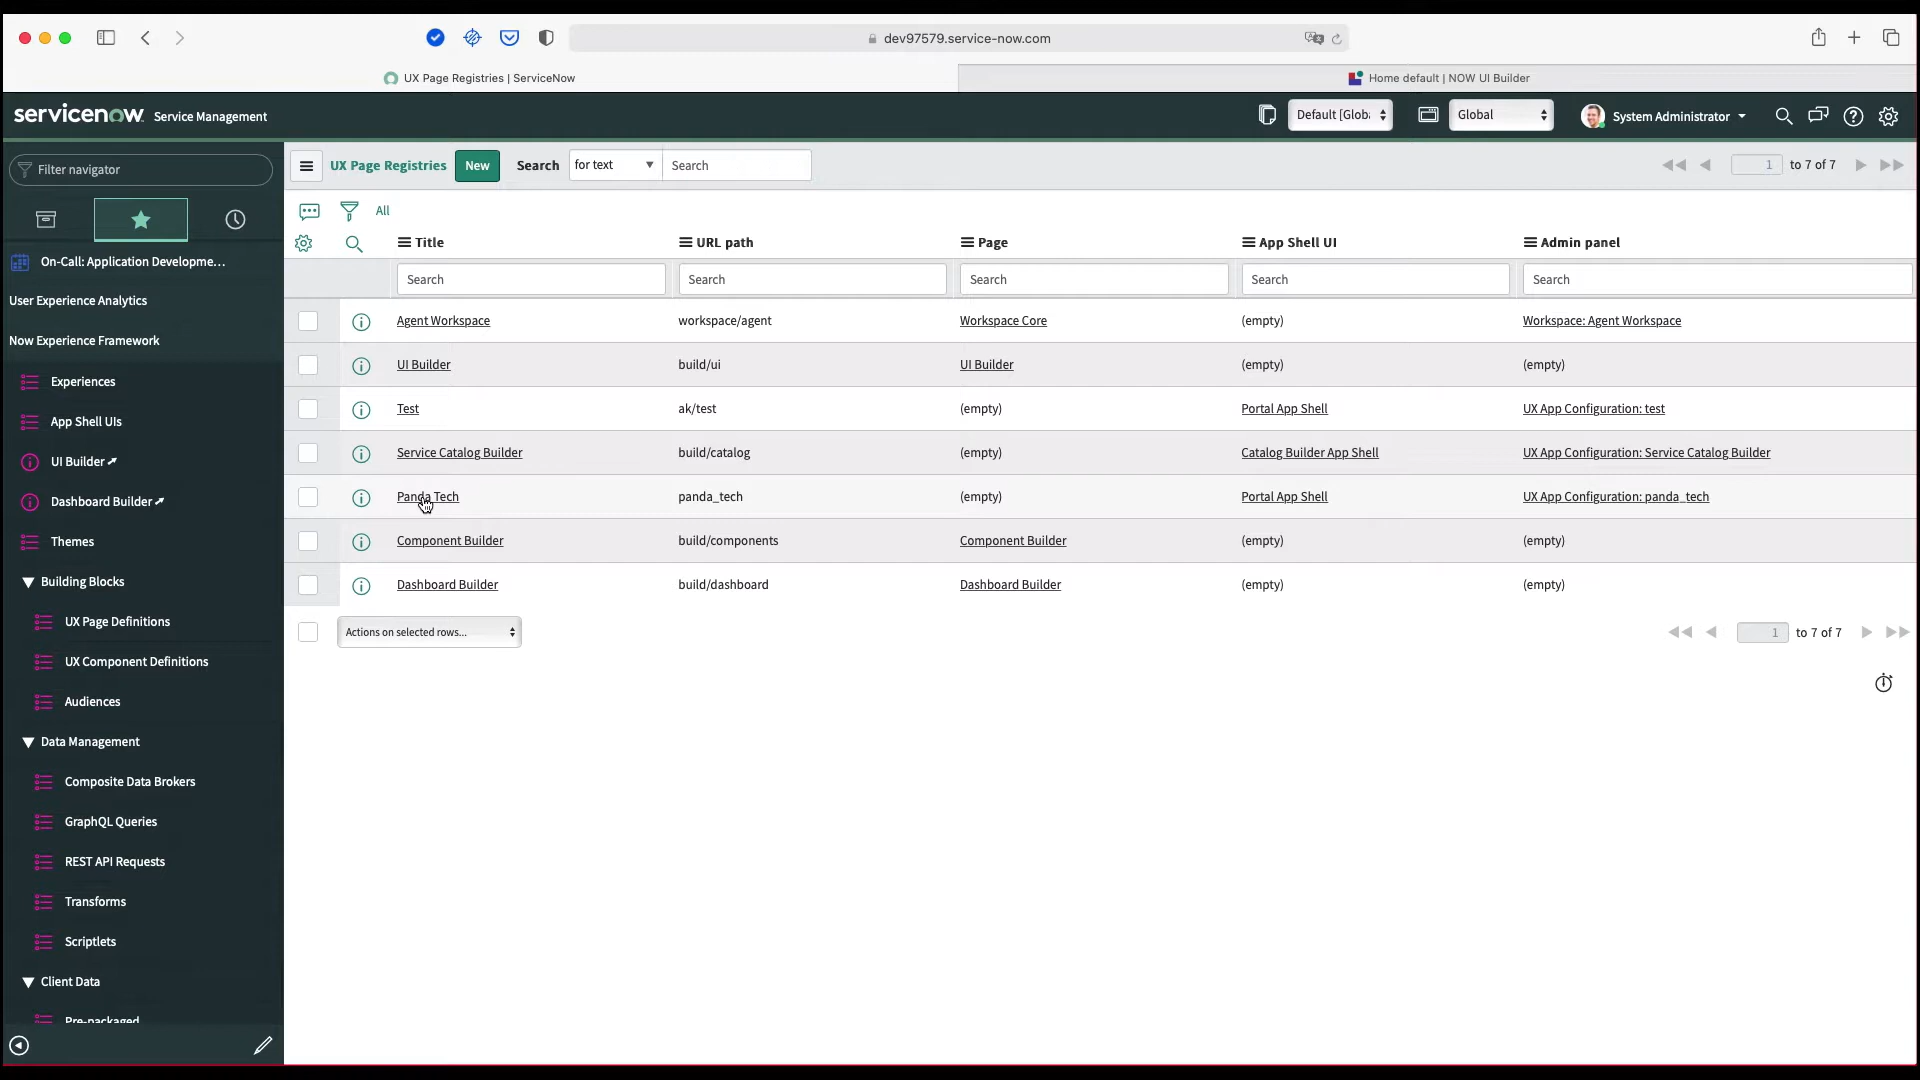 dev97579.service-now.com
UX Page Registries | ServiceNow
Home default | NOW UI Builder
servicenow Service Management
Default [Globa
Global
System Administrator
Filter navigator
UX Page Registries New Search for text Search
1 to 7 of 7
All
On-Call: Application Developme...
User Experience Analytics
Now Experience Framework
Experiences
App Shell UIs
UI Builder
Dashboard Builder
Themes
Building Blocks
UX Page Definitions
UX Component Definitions
Audiences
Data Management
Composite Data Brokers
GraphQL Queries
REST API Requests
Transforms
Scriptlets
Client Data
Pre-packaged
Title URL path Page App Shell UI Admin panel
Search Search Search Search Search
Agent Workspace workspace/agent Workspace Core (empty) Workspace: Agent Workspace
UI Builder build/ui UI Builder (empty) (empty)
Test ak/test (empty) Portal App Shell UX App Configuration: test
Service Catalog Builder build/catalog (empty) Catalog Builder App Shell UX App Configuration: Service Catalog Builder
Panda Tech panda_tech (empty) Portal App Shell UX App Configuration: panda_tech
Component Builder build/components Component Builder (empty) (empty)
Dashboard Builder build/dashboard Dashboard Builder (empty) (empty)
Actions on selected rows...
1 to 7 of 7